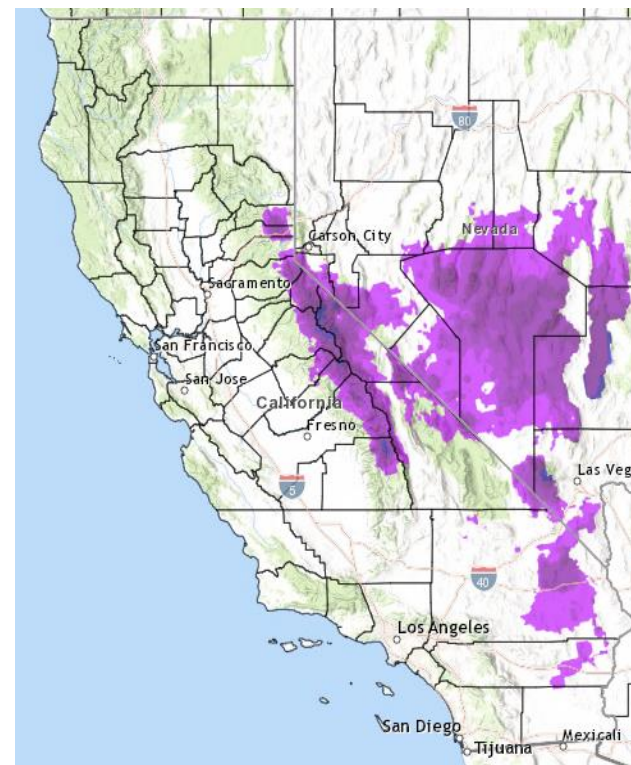 80
Nevada
Carson City
Sacramento
San Francisco
San Jose
California
Fresno
5
Las Veg
40
Los Angeles
San Diego
Tijuana
Mexicali